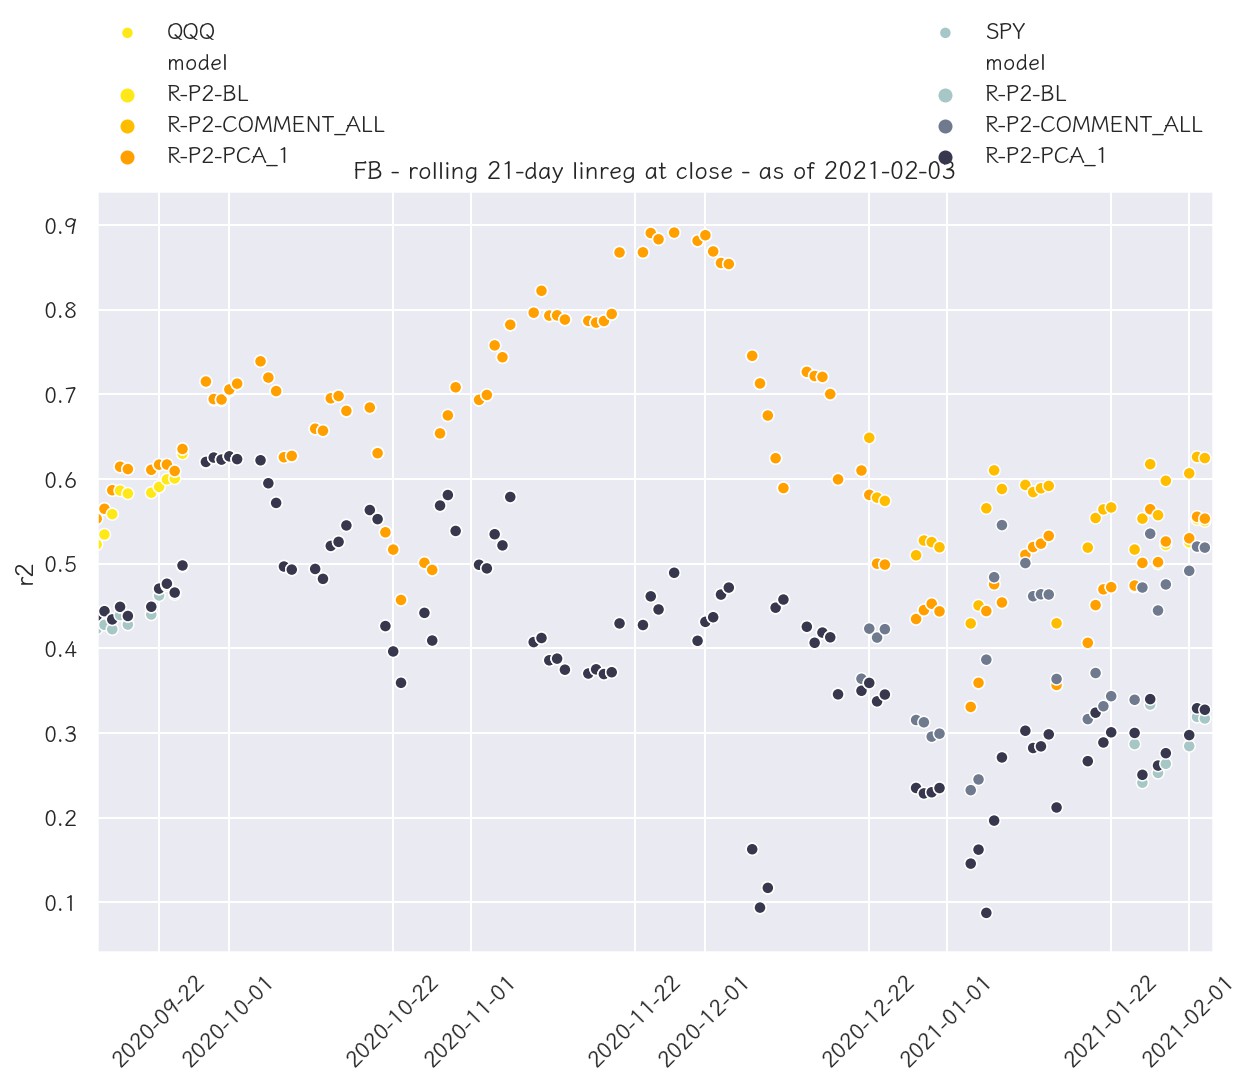 QQQ
model
R-P2-BL
R-P2-COMMENT_ALL
R-P2-PCA_1
SPY
model
R-P2-BL
R-P2-COMMENT_ALL
R-P2-PCA_1
FB - rolling 21-day linreg at close - as of 2021-02-03
r2
0.9
0.8
0.7
0.6
0.5
0.4
0.3
0.2
0.1
2020-09-22
2020-10-01
2020-10-22
2020-11-01
2020-11-22
2020-12-01
2020-12-22
2021-01-01
2021-01-22
2021-02-01